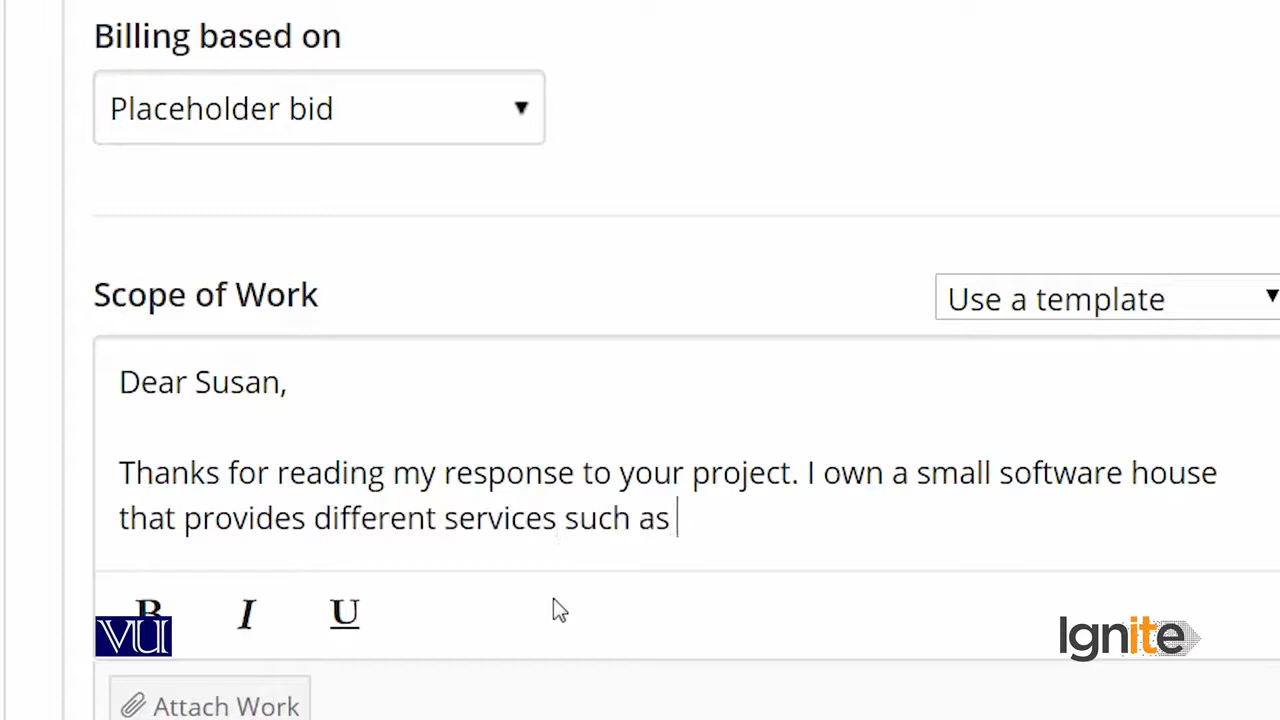 Billing based on
Placeholder bid
Scope of Work
Use a template
Dear Susan,
Thanks for reading my response to your project. I own a small software house
that provides different services such as
B I U
VU
Ignite
Attach Work